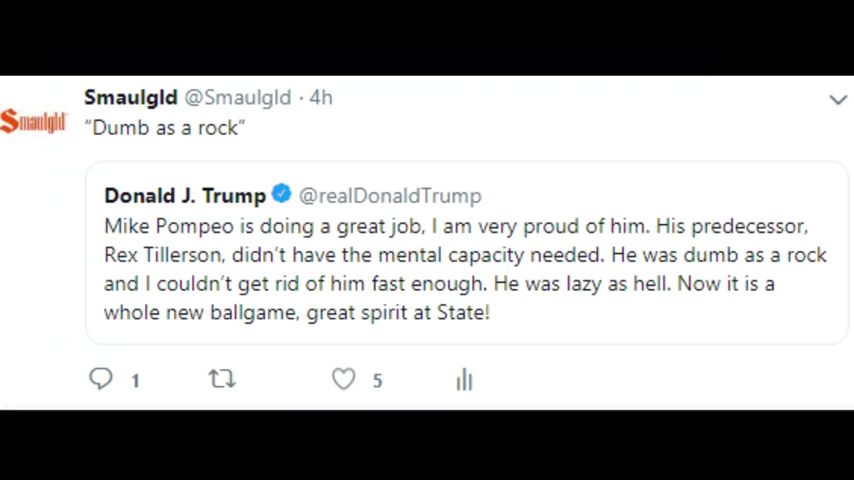 Smaulgld @Smaulgld · 4h
Smaulgld
“Dumb as a rock”
Donald J. Trump @realDonaldTrump
Mike Pompeo is doing a great job, I am very proud of him. His predecessor,
Rex Tillerson, didn’t have the mental capacity needed. He was dumb as a rock
and I couldn’t get rid of him fast enough. He was lazy as hell. Now it is a
whole new ballgame, great spirit at State!
1 5